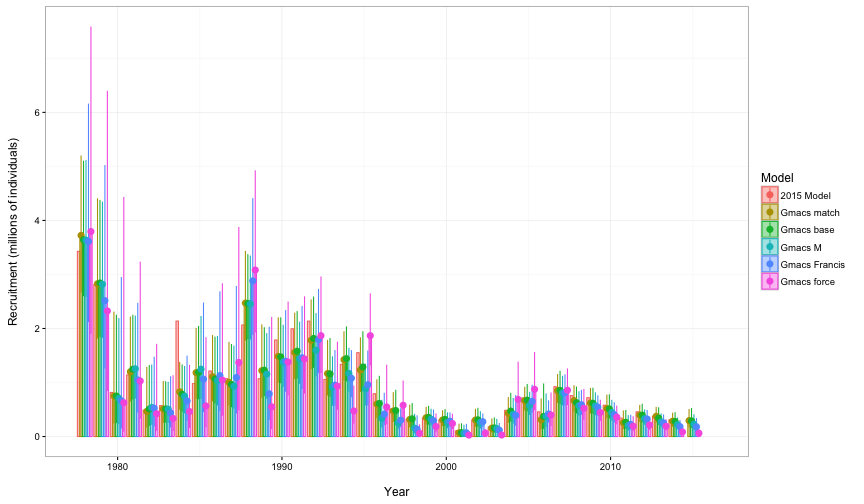 Recruitment (millions of individuals)
6
4
2
0
1980
1990
2000
2010
Year
Model
2015 Model
Gmacs match
Gmacs base
Gmacs M
Gmacs Francis
Gmacs force